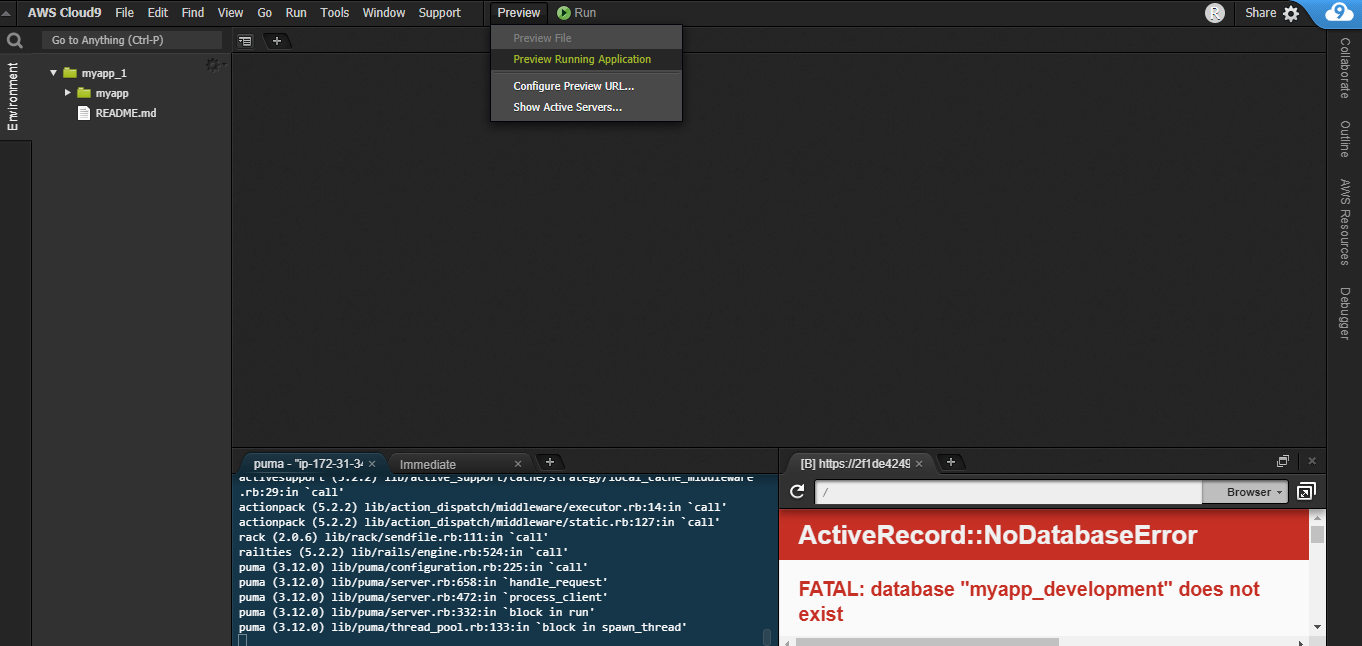 AWS Cloud9 File Edit Find View Go Run Tools Window Support Preview Run R Share 9
Go to Anything (Ctrl-P)
Preview File
Preview Running Application
Configure Preview URL...
Show Active Servers...
Environment
myapp_1
myapp
README.md
Collaborate
Outline
AWS Resources
Debugger
puma - "ip-172-31-34
Immediate
activesupport (5.2.2) lib/active_support/cache/strategy/local_cache_middleware
.rb:29:in `call'
actionpack (5.2.2) lib/action_dispatch/middleware/executor.rb:14:in `call'
actionpack (5.2.2) lib/action_dispatch/middleware/static.rb:127:in `call'
rack (2.0.6) lib/rack/sendfile.rb:111:in `call'
railties (5.2.2) lib/rails/engine.rb:524:in `call'
puma (3.12.0) lib/puma/configuration.rb:225:in `call'
puma (3.12.0) lib/puma/server.rb:658:in `handle_request'
puma (3.12.0) lib/puma/server.rb:472:in `process_client'
puma (3.12.0) lib/puma/server.rb:332:in `block in run'
puma (3.12.0) lib/puma/thread_pool.rb:133:in `block in spawn_thread'
[B] https://2f1de4249
/
Browser
ActiveRecord::NoDatabaseError
FATAL: database "myapp_development" does not
exist